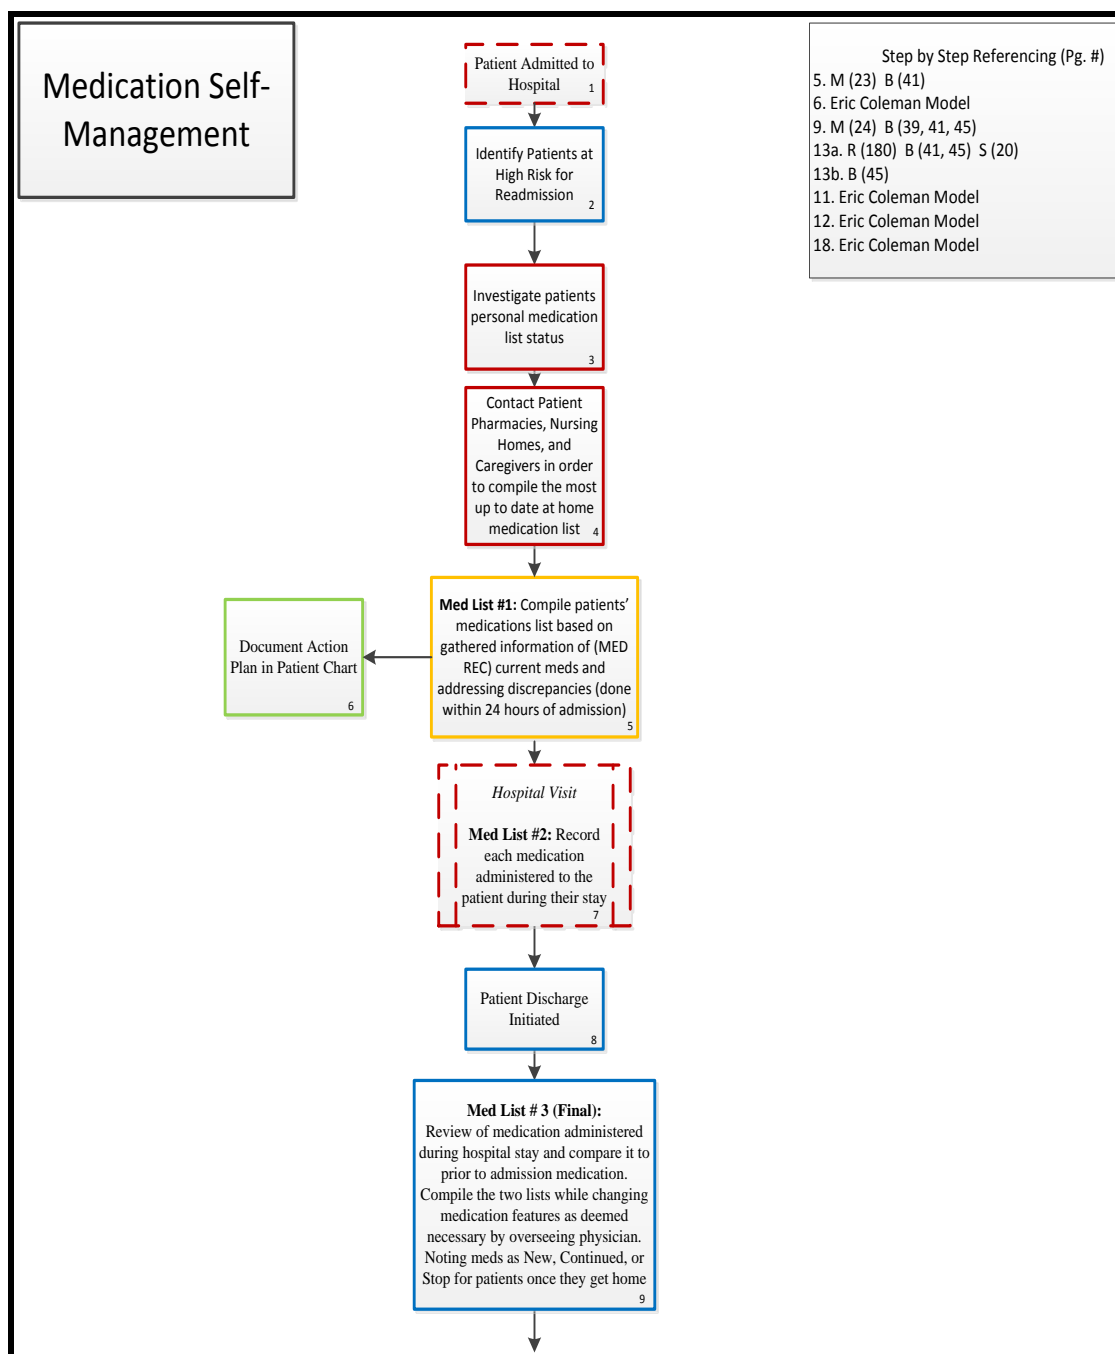 Medication Self-
Management
Patient Admitted to
Hospital
1
Step by Step Referencing (Pg. #)
5. M (23)  B (41)
6. Eric Coleman Model
9. M (24)  B (39, 41, 45)
13a. R (180)  B (41, 45)  S (20)
13b. B (45)
11. Eric Coleman Model
12. Eric Coleman Model
18. Eric Coleman Model
Identify Patients at
High Risk for
Readmission
2
Investigate patients
personal medication
list status
3
Contact Patient
Pharmacies, Nursing
Homes, and
Caregivers in order
to compile the most
up to date at home
medication list
4
Med List #1: Compile patients’
medications list based on
gathered information of (MED
REC) current meds and
addressing discrepancies (done
within 24 hours of admission)
5
Document Action
Plan in Patient Chart
6
Hospital Visit
Med List #2: Record
each medication
administered to the
patient during their stay
7
Patient Discharge
Initiated
8
Med List # 3 (Final):
Review of medication administered
during hospital stay and compare it to
prior to admission medication.
Compile the two lists while changing
medication features as deemed
necessary by overseeing physician.
Noting meds as New, Continued, or
Stop for patients once they get home
9